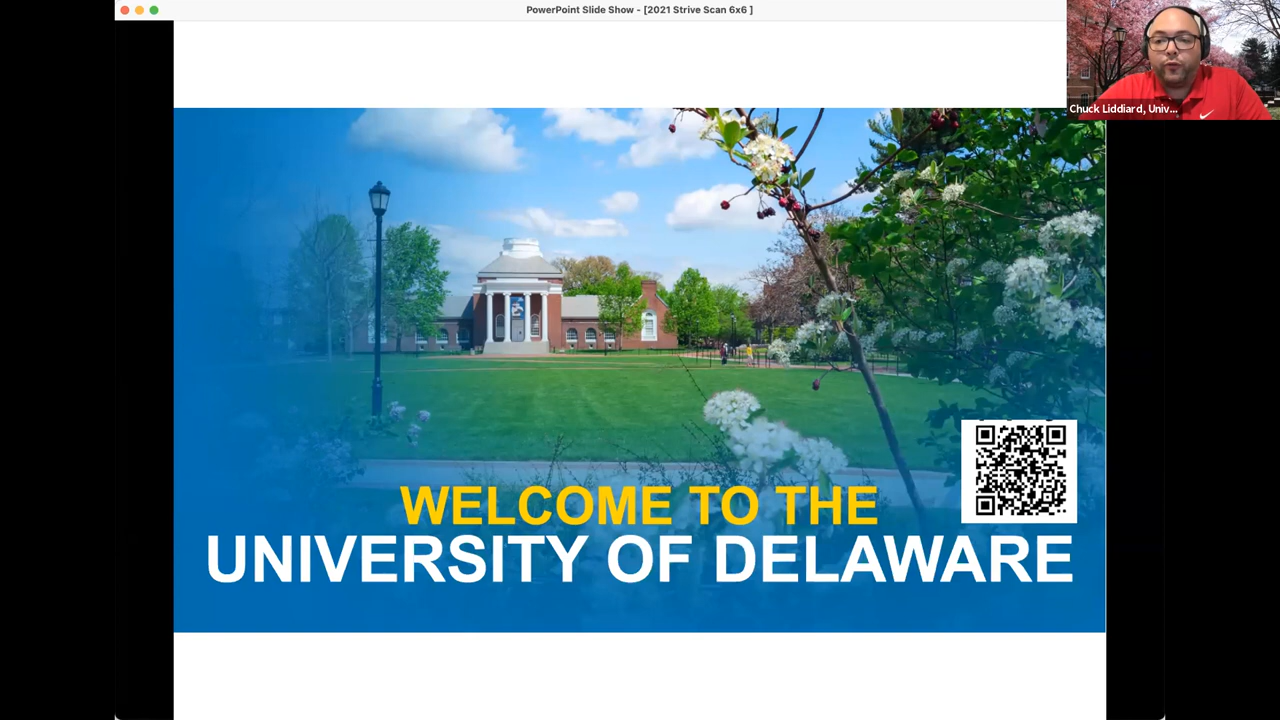 PowerPoint Slide Show - [2021 Strive Scan 6x6 ]
Chuck Liddiard, Univ...
WELCOME TO THE
UNIVERSITY OF DELAWARE